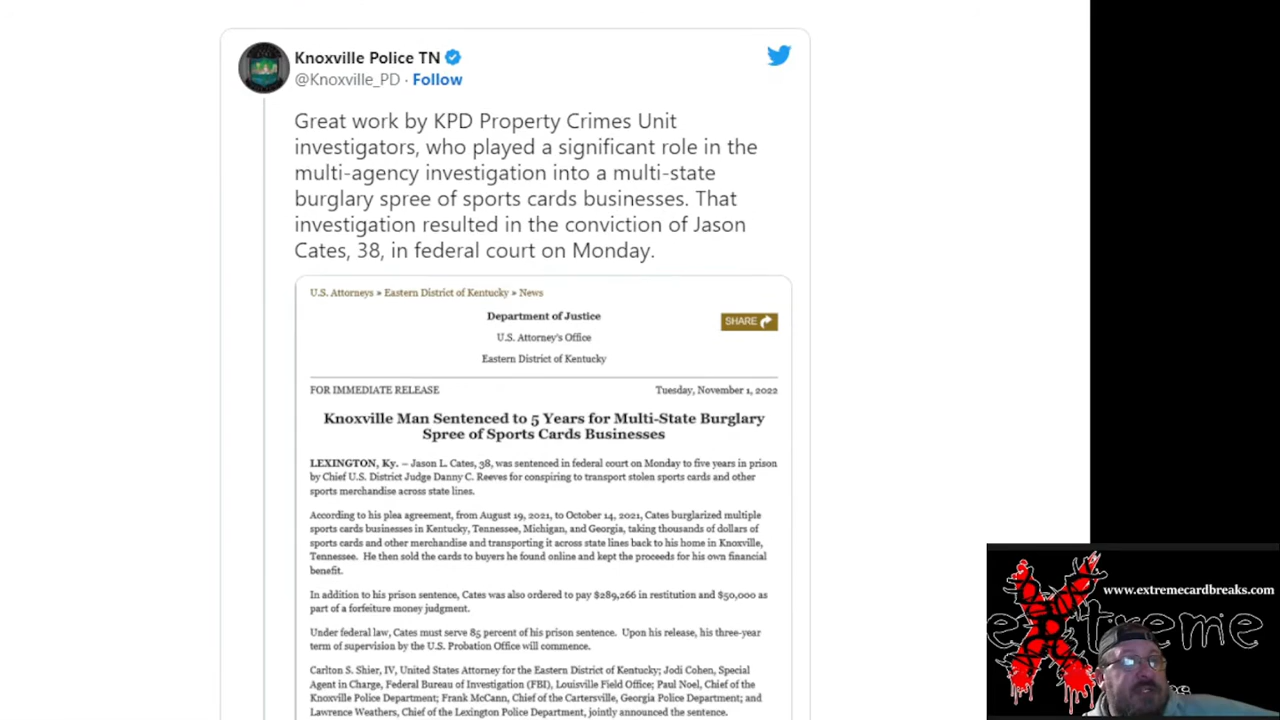 Knoxville Police TN
@Knoxville_PD · Follow
Great work by KPD Property Crimes Unit
investigators, who played a significant role in the
multi-agency investigation into a multi-state
burglary spree of sports cards businesses. That
investigation resulted in the conviction of Jason
Cates, 38, in federal court on Monday.
U.S. Attorneys » Eastern District of Kentucky » News
Department of Justice
SHARE
U.S. Attorney's Office
Eastern District of Kentucky
FOR IMMEDIATE RELEASE Tuesday, November 1, 2022
Knoxville Man Sentenced to 5 Years for Multi-State Burglary
Spree of Sports Cards Businesses
LEXINGTON, Ky. – Jason L. Cates, 38, was sentenced in federal court on Monday to five years in prison
by Chief U.S. District Judge Danny C. Reeves for conspiring to transport stolen sports cards and other
sports merchandise across state lines.
According to his plea agreement, from August 19, 2021, to October 14, 2021, Cates burglarized multiple
sports cards businesses in Kentucky, Tennessee, Michigan, and Georgia, taking thousands of dollars of
sports cards and other merchandise and transporting it across state lines back to his home in Knoxville,
Tennessee. He then sold the cards to buyers he found online and kept the proceeds for his own financial
benefit.
In addition to his prison sentence, Cates was also ordered to pay $289,266 in restitution and $50,000 as
part of a forfeiture money judgment.
Under federal law, Cates must serve 85 percent of his prison sentence. Upon his release, his three-year
term of supervision by the U.S. Probation Office will commence.
Carlton S. Shier, IV, United States Attorney for the Eastern District of Kentucky; Jodi Cohen, Special
Agent in Charge, Federal Bureau of Investigation (FBI), Louisville Field Office; Paul Noel, Chief of the
Knoxville Police Department; Frank McCann, Chief of the Cartersville, Georgia Police Department; and
Lawrence Weathers, Chief of the Lexington Police Department, jointly announced the sentence.
www.extremecardbreaks.com
extreme